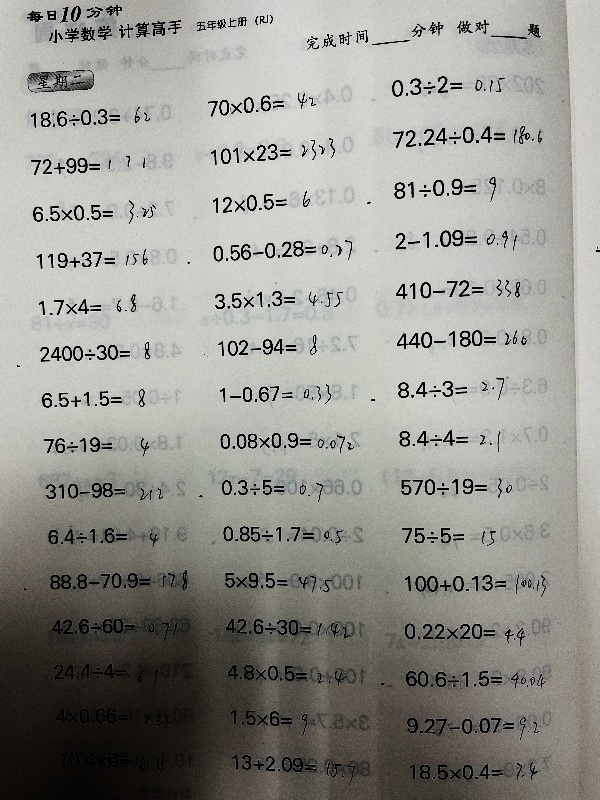 每日10分钟
小学数学 计算高手 五年级上册 (RJ)
完成时间____分钟 做对____题
星期二
18.6÷0.3= 62 70×0.6= 42 0.3÷2= 0.15
72+99= 171 101×23= 2323 72.24÷0.4= 180.6
6.5×0.5= 3.25 12×0.5= 6 81÷0.9= 9
119+37= 156 0.56−0.28= 0.27 2−1.09= 0.91
1.7×4= 6.8 3.5×1.3= 4.55 410−72= 338
2400÷30= 8 102−94= 8 440−180= 260
6.5+1.5= 8 1−0.67= 0.33 8.4÷3= 2.7
76÷19= 4 0.08×0.9= 0.072 8.4÷4= 2.1
310−98= 212 0.3÷5= 0.7 570÷19= 30
6.4÷1.6= 4 0.85÷1.7= 0.5 75÷5= 15
88.8−70.9= 17.8 5×9.5= 47.5 100+0.13= 100.13
42.6÷60= 0.71 42.6÷30= 1.42 0.22×20= 4.4
24.4÷4= 4.8×0.5= 2.4 60.6÷1.5= 40.04
4×0.66= 1.5×6= 9 9.27−0.07= 9.2
13+2.09= 18.5×0.4= 7.4